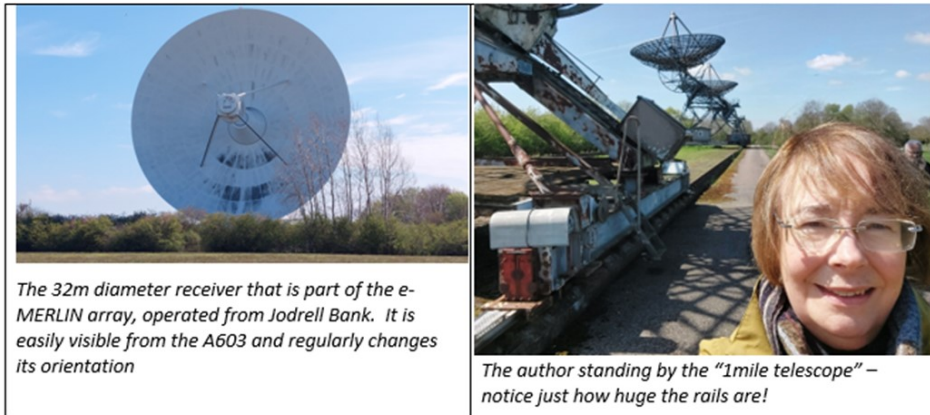 The 32m diameter receiver that is part of the e-
MERLIN array, operated from Jodrell Bank.  It is
easily visible from the A603 and regularly changes
its orientation
The author standing by the “1mile telescope” –
notice just how huge the rails are!